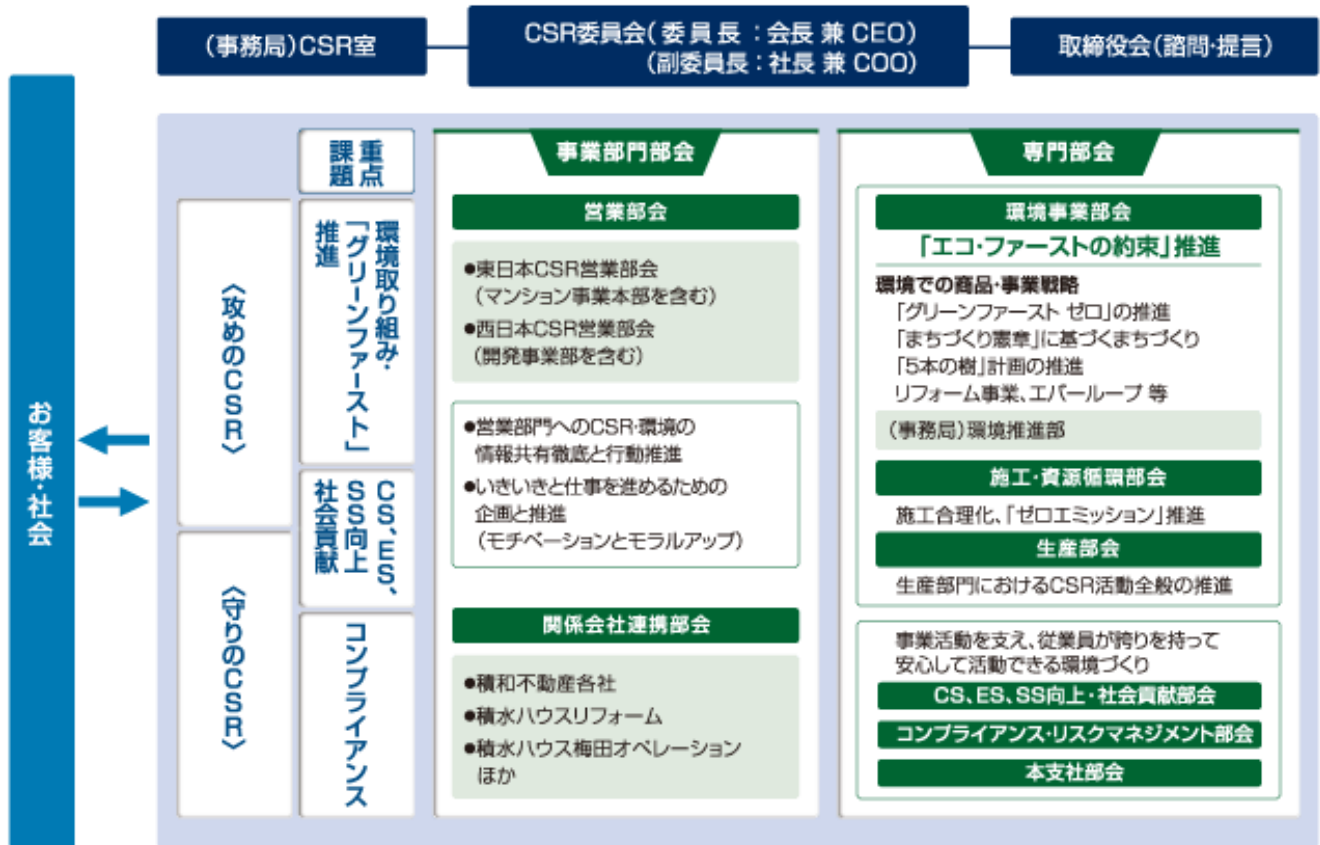 (事務局)CSR室
CSR委員会(委員長:会長 兼 CEO)
(副委員長:社長 兼 COO)
取締役会(諮問・提言)
お客様・社会
〈攻めのCSR〉
〈守りのCSR〉
重点
課題
環境取り組み・
「グリーンファースト」
推進
CS、ES、
SS向上
社会貢献
コンプライアンス
事業部門部会
営業部会
●東日本CSR営業部会
(マンション事業本部を含む)
●西日本CSR営業部会
(開発事業部を含む)
●営業部門へのCSR・環境の
情報共有徹底と行動推進
●いきいきと仕事を進めるための
企画と推進
(モチベーションとモラルアップ)
関係会社連携部会
●積和不動産各社
●積水ハウスリフォーム
●積水ハウス梅田オペレーション
ほか
専門部会
環境事業部会
「エコ・ファーストの約束」推進
環境での商品・事業戦略
「グリーンファースト ゼロ」の推進
「まちづくり憲章」に基づくまちづくり
「5本の樹」計画の推進
リフォーム事業、エバーループ 等
(事務局)環境推進部
施工・資源循環部会
施工合理化、「ゼロエミッション」推進
生産部会
生産部門におけるCSR活動全般の推進
事業活動を支え、従業員が誇りを持って
安心して活動できる環境づくり
CS、ES、SS向上・社会貢献部会
コンプライアンス・リスクマネジメント部会
本支社部会